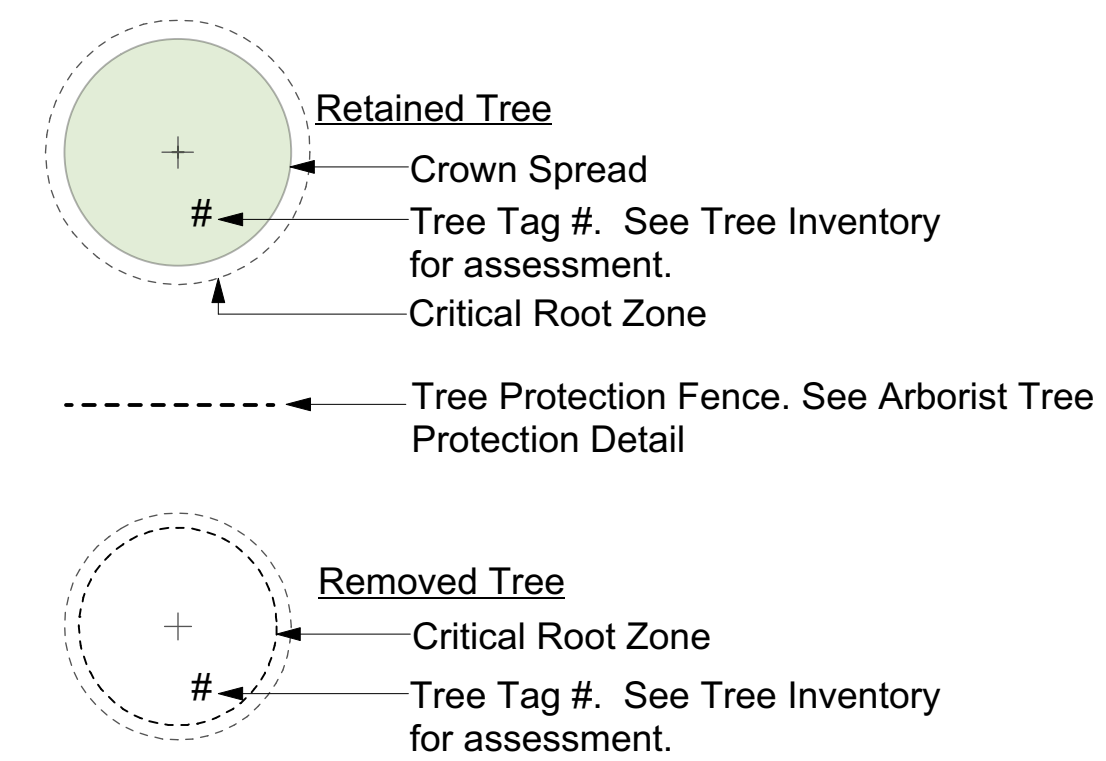 Retained Tree
Crown Spread
#
Tree Tag #. See Tree Inventory
for assessment.
Critical Root Zone
Tree Protection Fence. See Arborist Tree
Protection Detail
Removed Tree
Critical Root Zone
#
Tree Tag #. See Tree Inventory
for assessment.